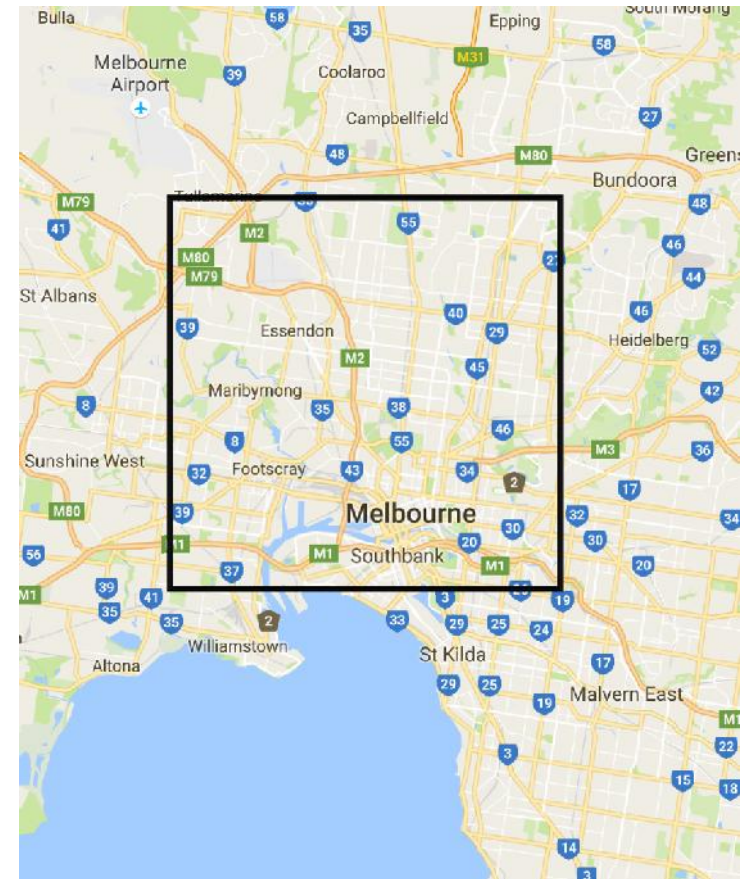 Bulla
58
35
Epping
South Morang
Melbourne
Airport
39
Coolaroo
M31
58
Campbellfield
27
48
M80
Greens
Bundoora
M79
Tullamarine
48
41
M2
55
46
M80
M79
27
44
St Albans
39
Essendon
40
29
46
Heidelberg
52
M2
45
42
8
Maribyrnong
35
38
8
55
46
M3
36
Sunshine West
32
Footscray
43
34
2
17
M80
39
Melbourne
30
32
34
56
M1
M1
Southbank
20
M1
30
20
M1
39
37
41
35
35
2
33
3
19
29
25
24
Williamstown
Altona
St Kilda
17
29
25
19
Malvern East
M1
3
22
15
18
14
3